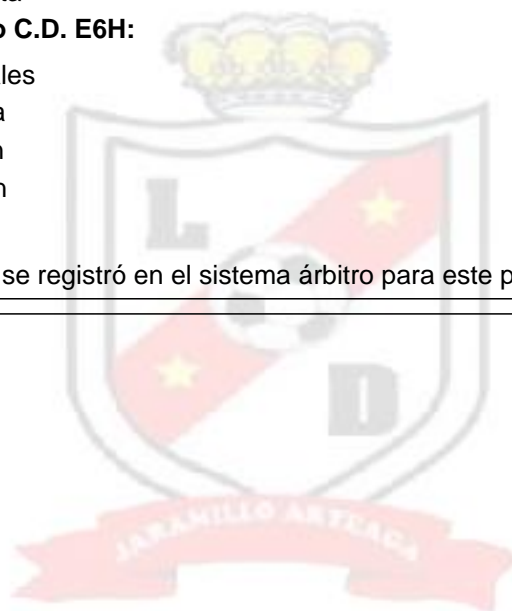 o C.D. E6H:
les
a
n
n
se registró en el sistema árbitro para este p
L
D
JARAMILLO ARTEAGA